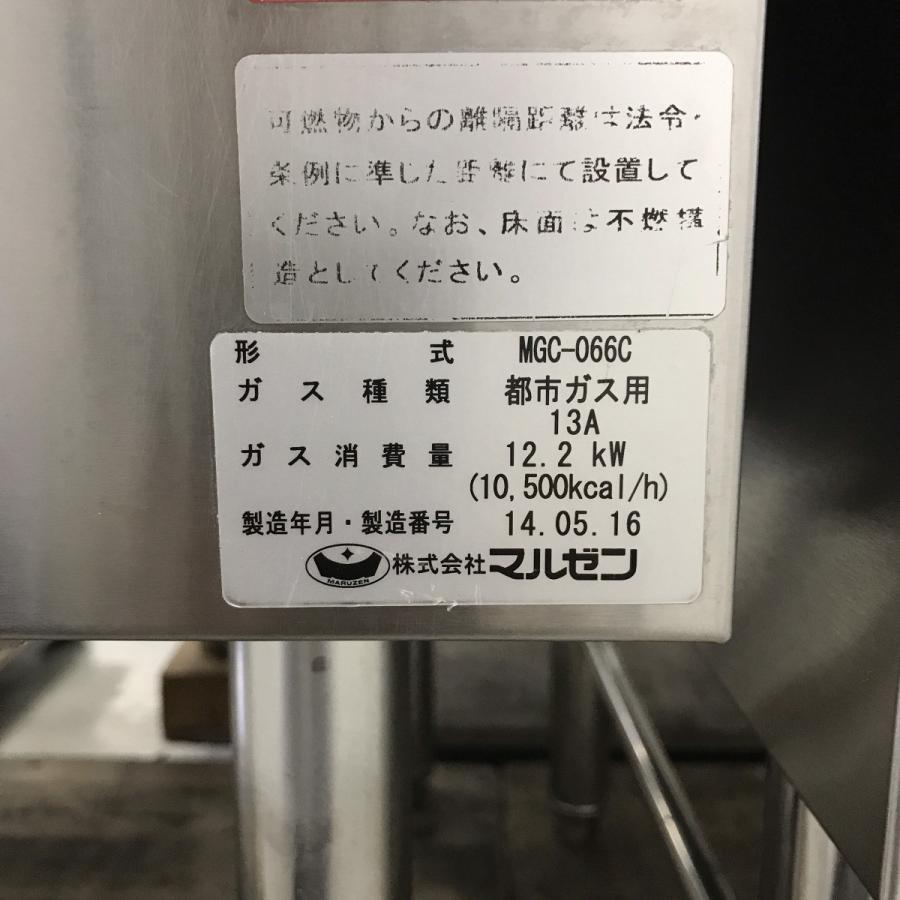 可燃物からの離隔距離は法令・
条例に準じた距離にて設置して
ください。なお、床面は不燃構
造としてください。
形式 MGC-066C
ガス種類 都市ガス用
13A
ガス消費量 12.2 kW
(10,500kcal/h)
製造年月・製造番号 14.05.16
MARUZEN 株式会社マルゼン